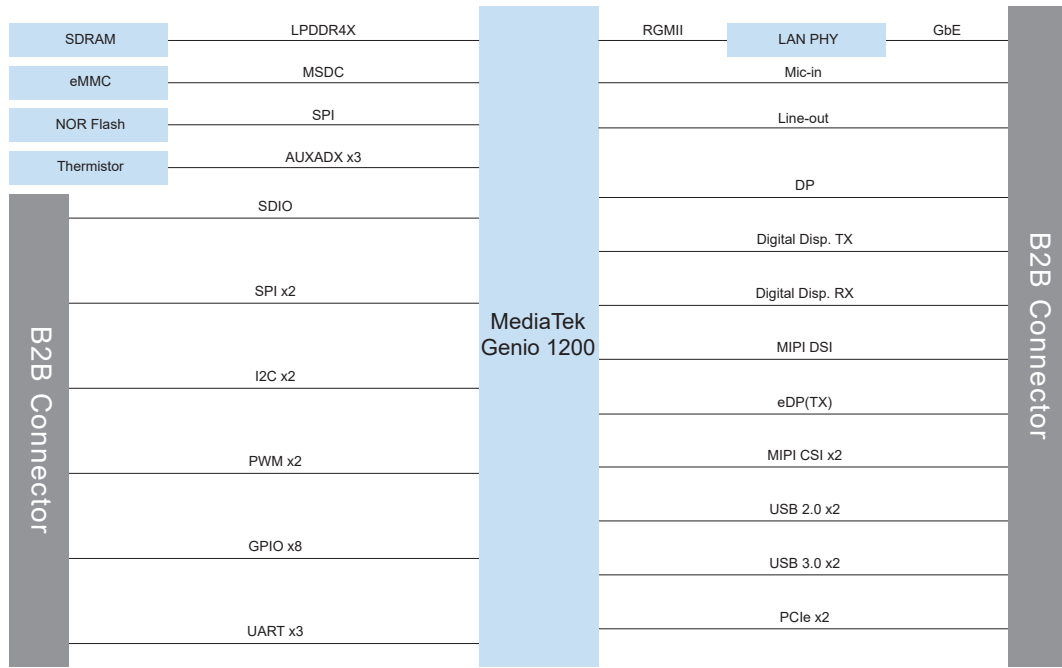 SDRAM
LPDDR4X
RGMII
LAN PHY
GbE
eMMC
MSDC
Mic-in
NOR Flash
SPI
Line-out
Thermistor
AUXADX x3
DP
SDIO
Digital Disp. TX
SPI x2
Digital Disp. RX
MediaTek
Genio 1200
B2B Connector
B2B Connector
MIPI DSI
I2C x2
eDP(TX)
PWM x2
MIPI CSI x2
USB 2.0 x2
GPIO x8
USB 3.0 x2
UART x3
PCIe x2